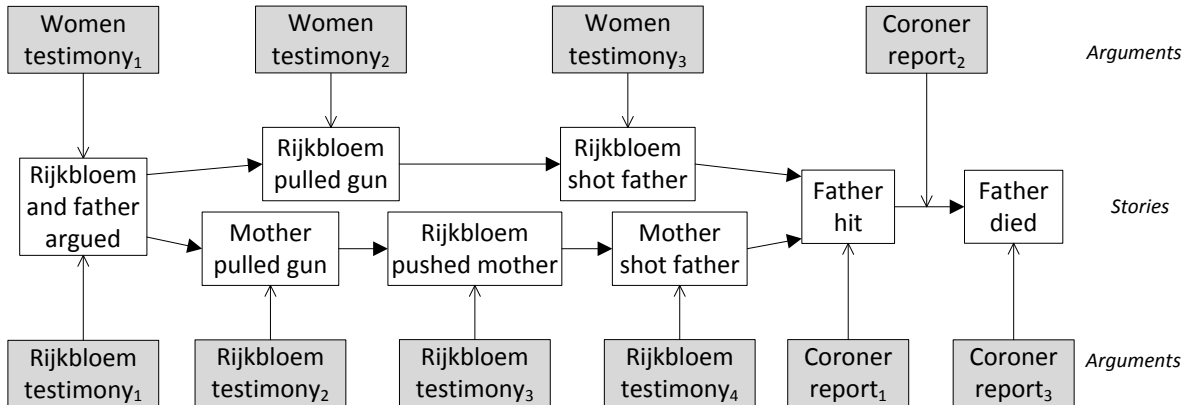 Women
testimony₁
Women
testimony₂
Women
testimony₃
Coroner
report₂
Arguments
Rijkbloem
and father
argued
Rijkbloem
pulled gun
Rijkbloem
shot father
Father
hit
Father
died
Stories
Mother
pulled gun
Rijkbloem
pushed mother
Mother
shot father
Rijkbloem
testimony₁
Rijkbloem
testimony₂
Rijkbloem
testimony₃
Rijkbloem
testimony₄
Coroner
report₁
Coroner
report₃
Arguments